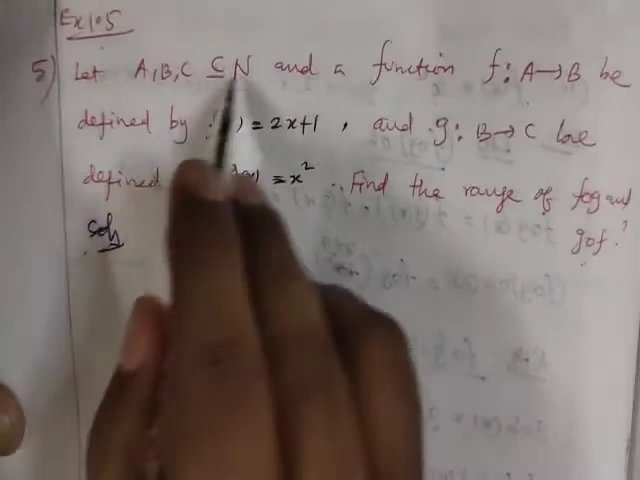 Ex 1.5
5) Let A,B,C ⊆ N and a function f: A→B be
defined by ) = 2x+1 , and g: B→C be
defined = x² . Find the range of fog and
gof?
Soln